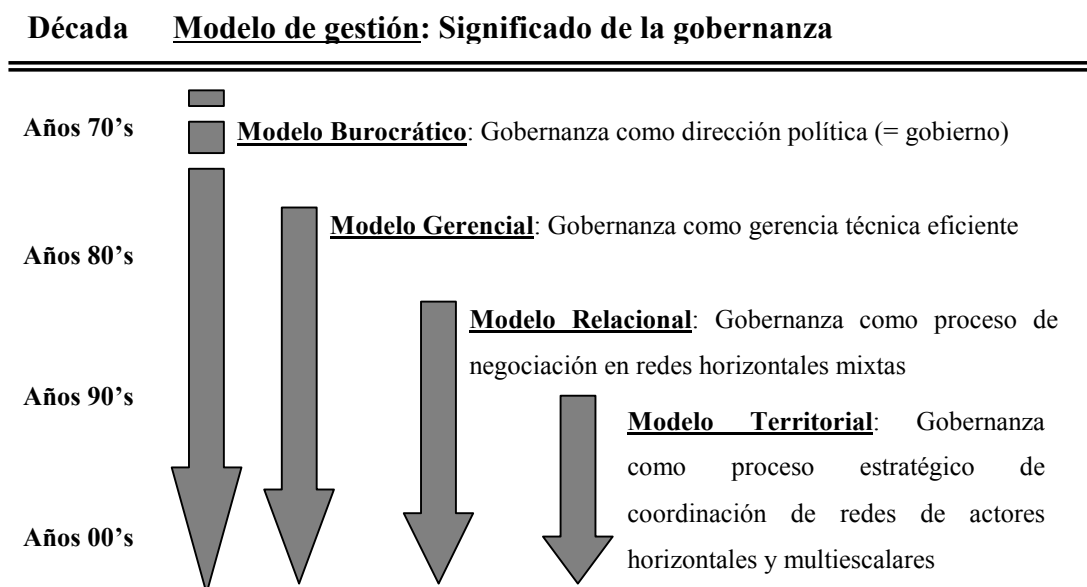 Década Modelo de gestión: Significado de la gobernanza
Años 70’s
Modelo Burocrático: Gobernanza como dirección política (= gobierno)
Modelo Gerencial: Gobernanza como gerencia técnica eficiente
Años 80’s
Modelo Relacional: Gobernanza como proceso de
negociación en redes horizontales mixtas
Años 90’s
Modelo Territorial: Gobernanza
como proceso estratégico de
coordinación de redes de actores
horizontales y multiescalares
Años 00’s